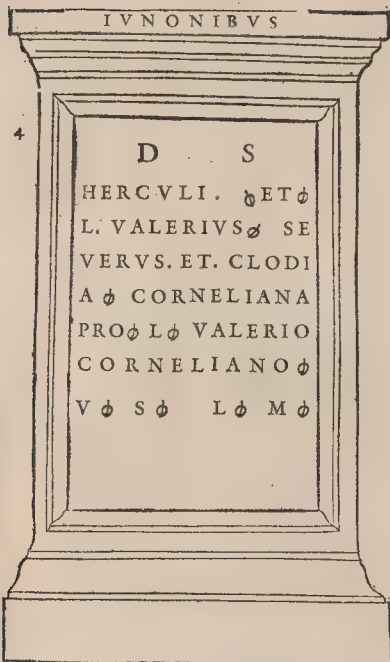 IVNONIBVS
4
D . . S
HERCVLI. ❧ ET ❧
L. VALERIVS ❧ SE
VERVS. ET. CLODI
A ❧ CORNELIANA
PRO ❧ L ❧ VALERIO
CORNELIANO ❧
V ❧ S ❧ L ❧ M ❧